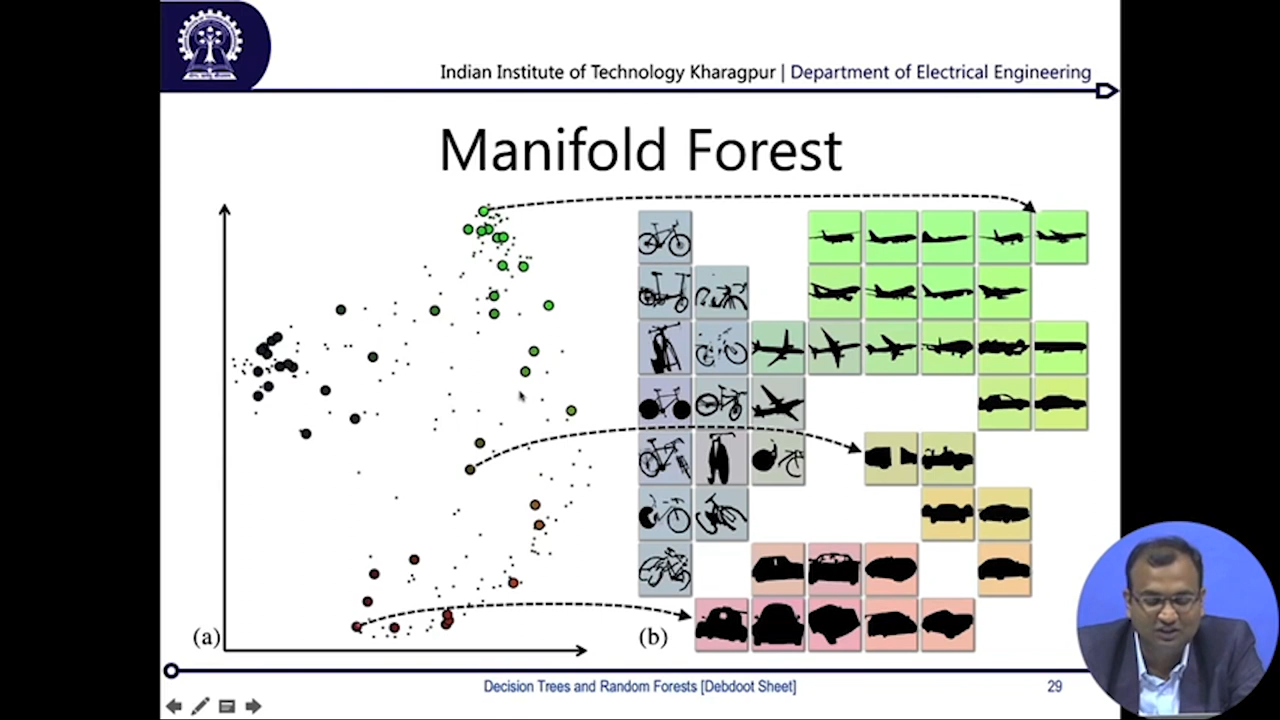 Indian Institute of Technology Kharagpur | Department of Electrical Engineering
Manifold Forest
(a)
(b)
Decision Trees and Random Forests [Debdoot Sheet]
29